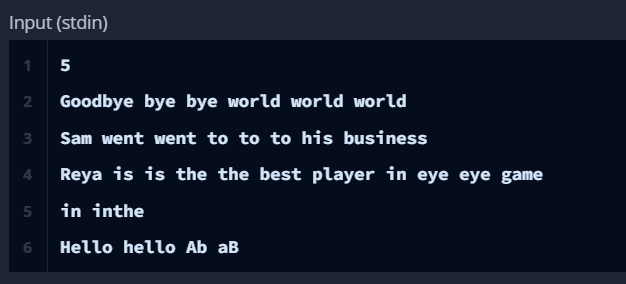 Input (stdin)
1 5
2 Goodbye bye bye world world world
3 Sam went went to to to his business
4 Reya is is the the best player in eye eye game
5 in inthe
6 Hello hello Ab aB